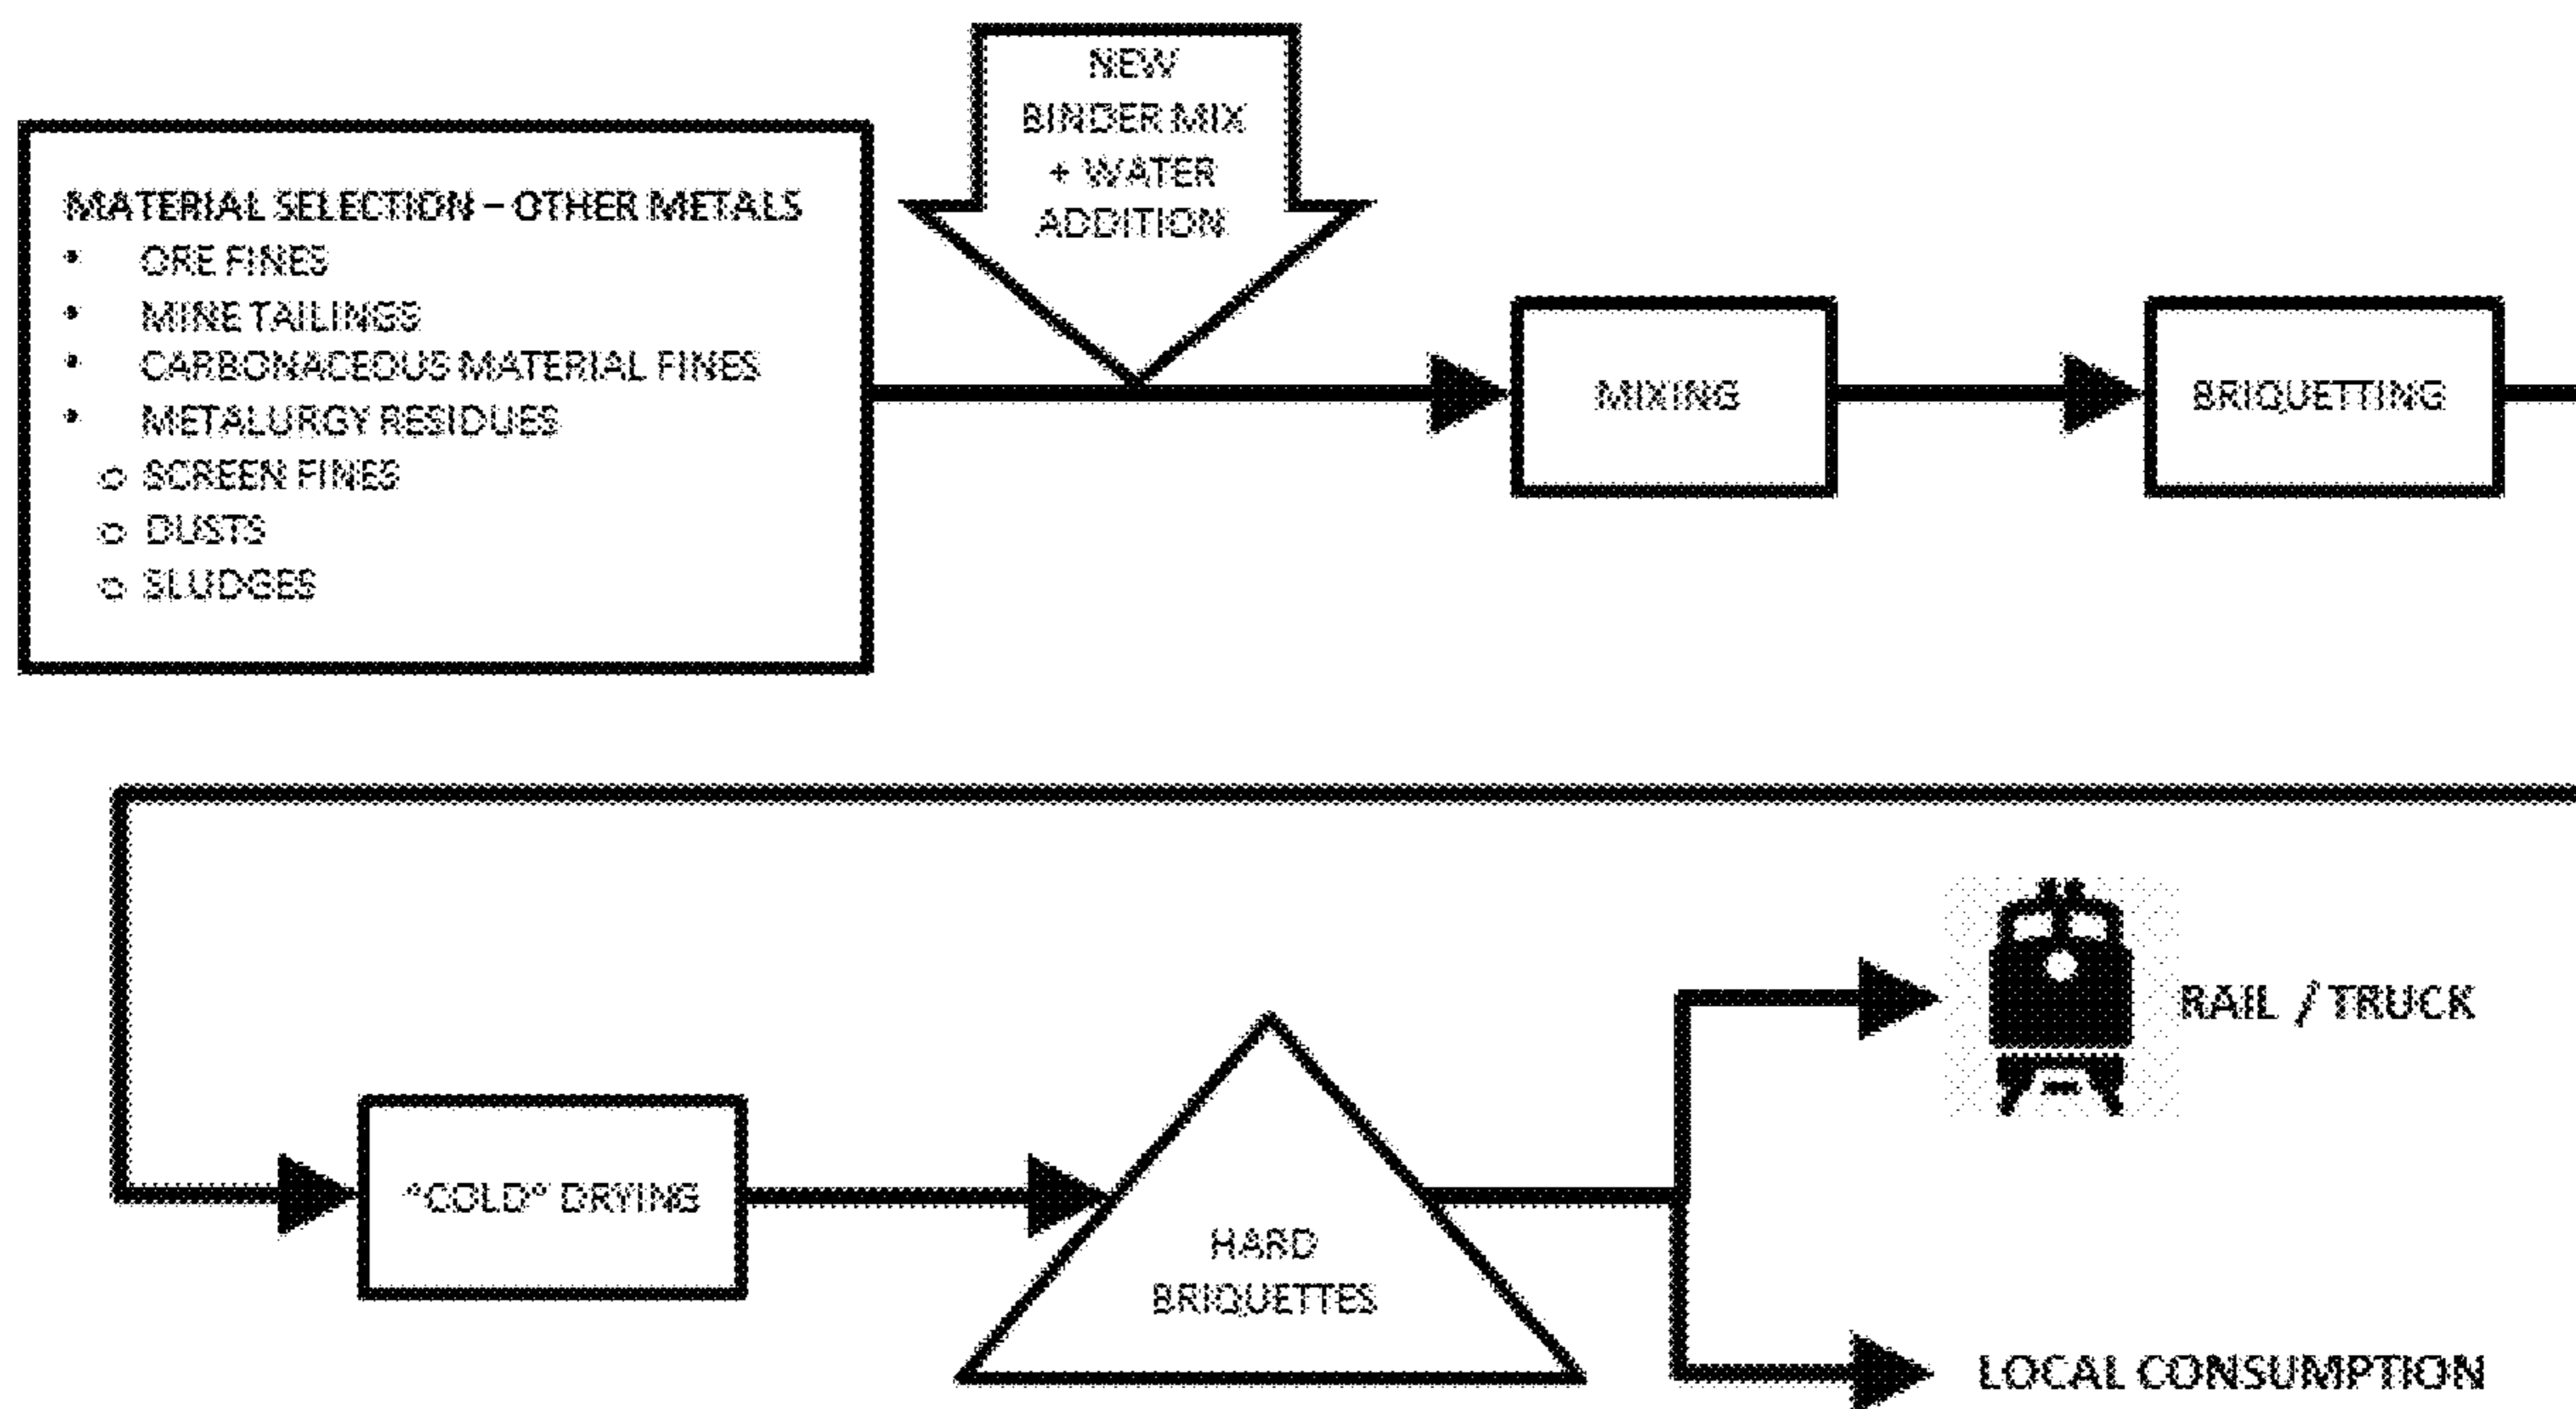 NEW
BINDER MIX
+ WATER
ADDITION
MATERIAL SELECTION – OTHER METALS
• ORE FINES
• MINE TAILINGS
• CARBONACEOUS MATERIAL FINES
• METALURGY RESIDUES
o SCREEN FINES
o DUSTS
o SLUDGES
MIXING
BRIQUETTING
"COLD" DRYING
HARD
BRIQUETTES
RAIL / TRUCK
LOCAL CONSUMPTION